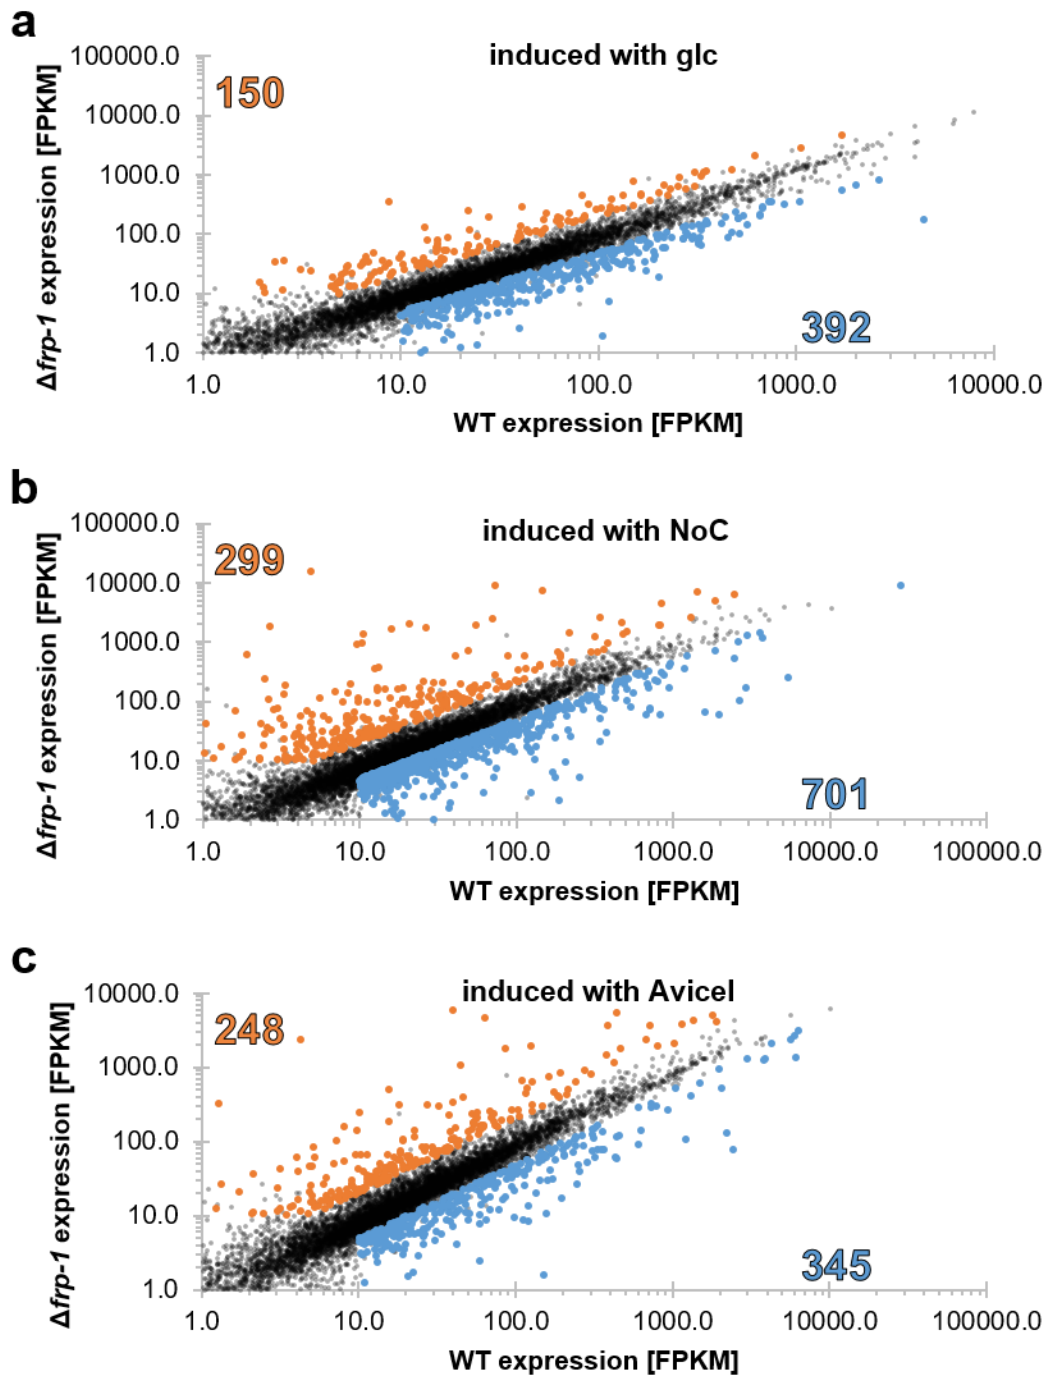 a
induced with glc
150
392
Δfrp-1 expression [FPKM]
100000.0
10000.0
1000.0
100.0
10.0
1.0
1.0 10.0 100.0 1000.0 10000.0
WT expression [FPKM]
b
induced with NoC
299
701
Δfrp-1 expression [FPKM]
100000.0
10000.0
1000.0
100.0
10.0
1.0
1.0 10.0 100.0 1000.0 10000.0 100000.0
WT expression [FPKM]
c
induced with Avicel
248
345
Δfrp-1 expression [FPKM]
10000.0
1000.0
100.0
10.0
1.0
1.0 10.0 100.0 1000.0 10000.0 100000.0
WT expression [FPKM]